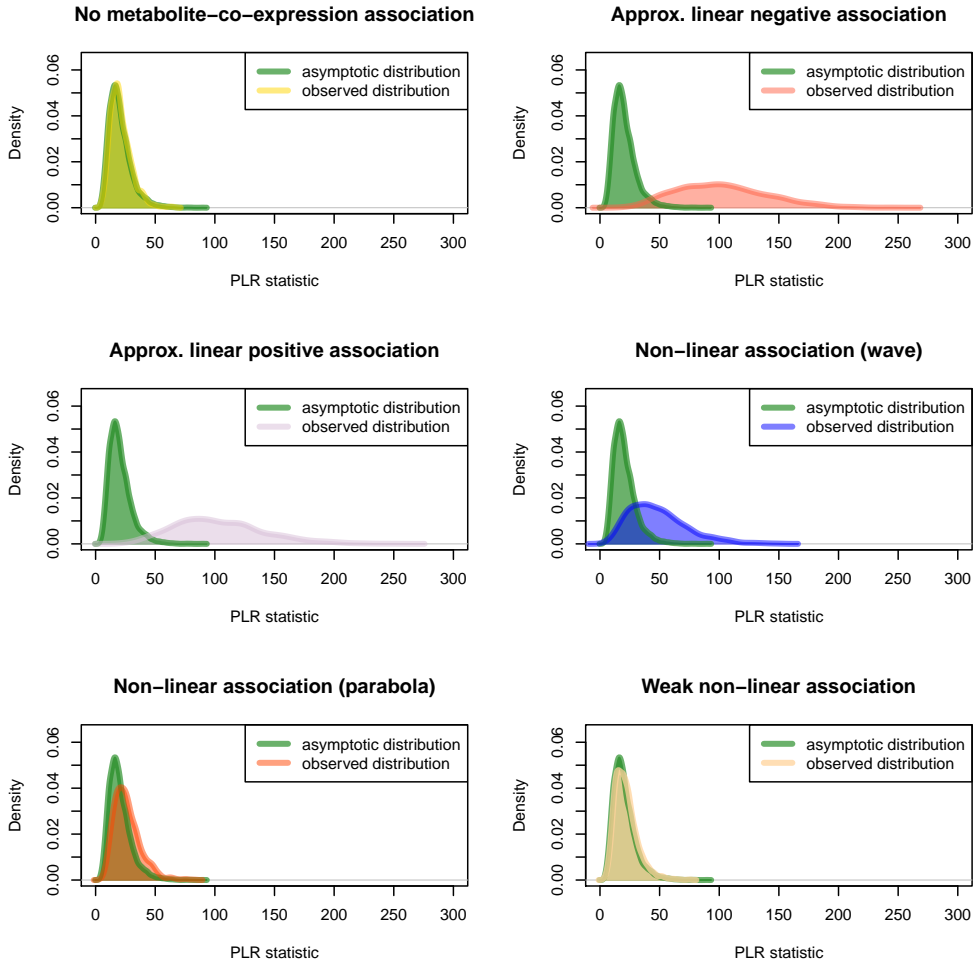 No metabolite−co−expression association
asymptotic distribution
observed distribution
Density
0.00 0.02 0.04 0.06
0 50 100 150 200 250 300
PLR statistic
Approx. linear negative association
asymptotic distribution
observed distribution
Density
0.00 0.02 0.04 0.06
0 50 100 150 200 250 300
PLR statistic
Approx. linear positive association
asymptotic distribution
observed distribution
Density
0.00 0.02 0.04 0.06
0 50 100 150 200 250 300
PLR statistic
Non−linear association (wave)
asymptotic distribution
observed distribution
Density
0.00 0.02 0.04 0.06
0 50 100 150 200 250 300
PLR statistic
Non−linear association (parabola)
asymptotic distribution
observed distribution
Density
0.00 0.02 0.04 0.06
0 50 100 150 200 250 300
PLR statistic
Weak non−linear association
asymptotic distribution
observed distribution
Density
0.00 0.02 0.04 0.06
0 50 100 150 200 250 300
PLR statistic